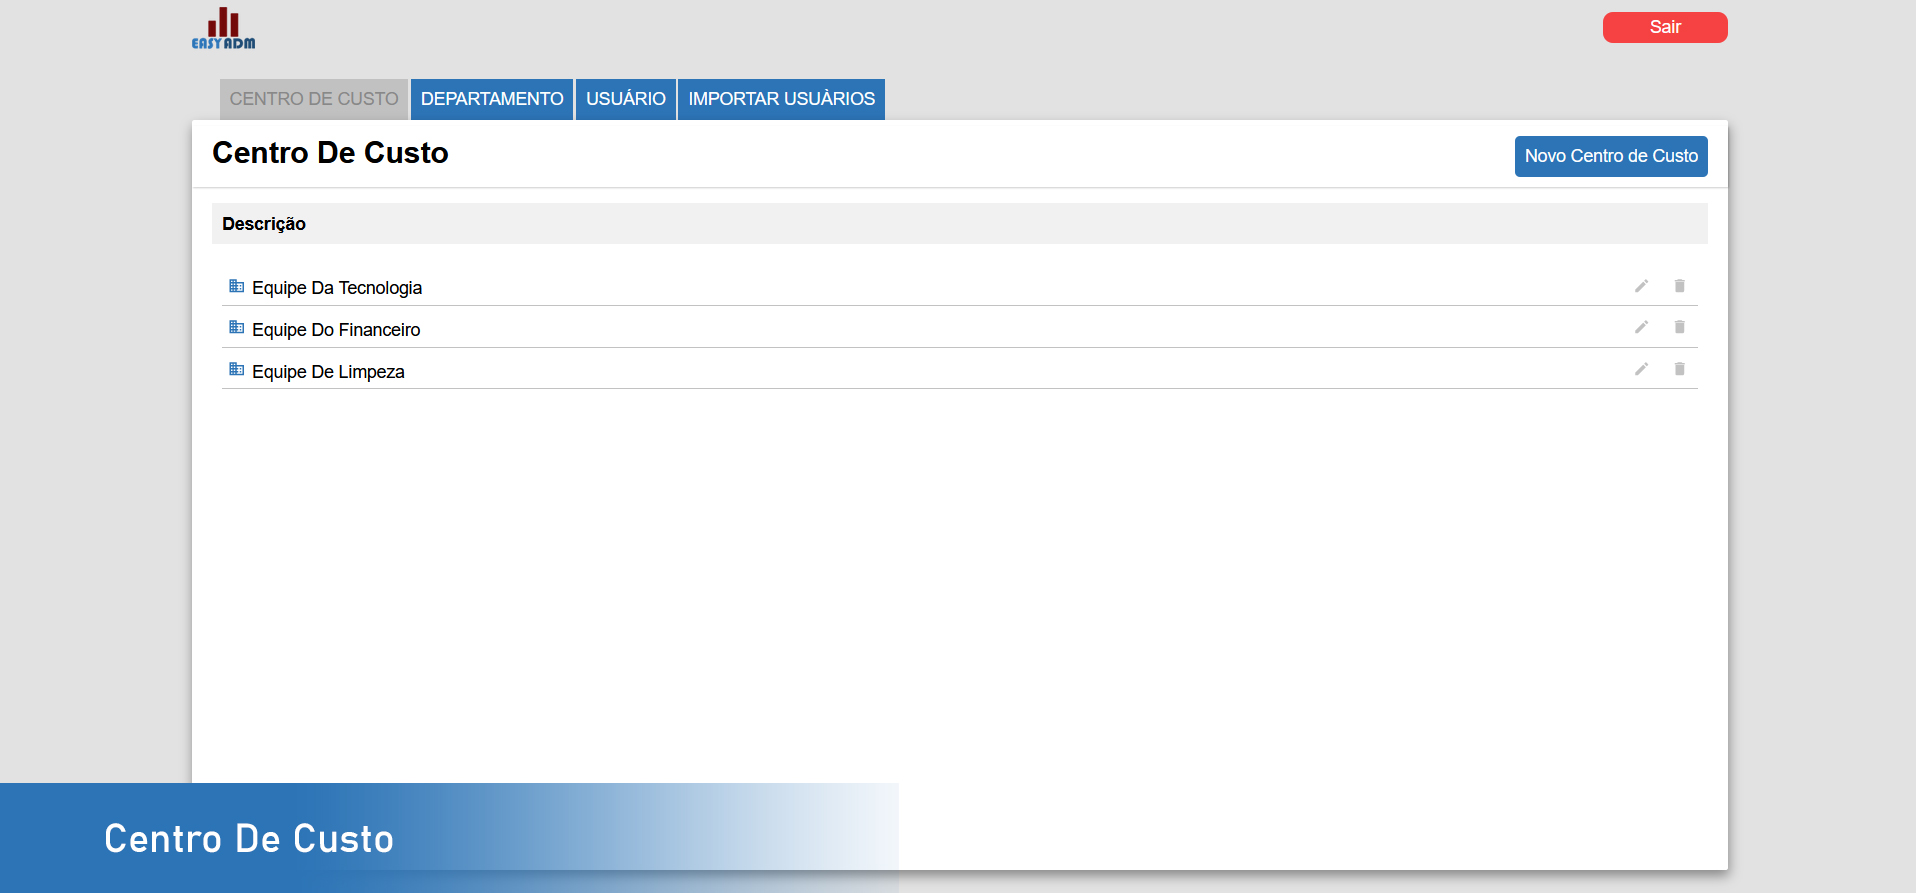 EASY ADM
Sair
CENTRO DE CUSTO
DEPARTAMENTO
USUÁRIO
IMPORTAR USUÀRIOS
Centro De Custo
Novo Centro de Custo
Descrição
Equipe Da Tecnologia
Equipe Do Financeiro
Equipe De Limpeza
Centro De Custo